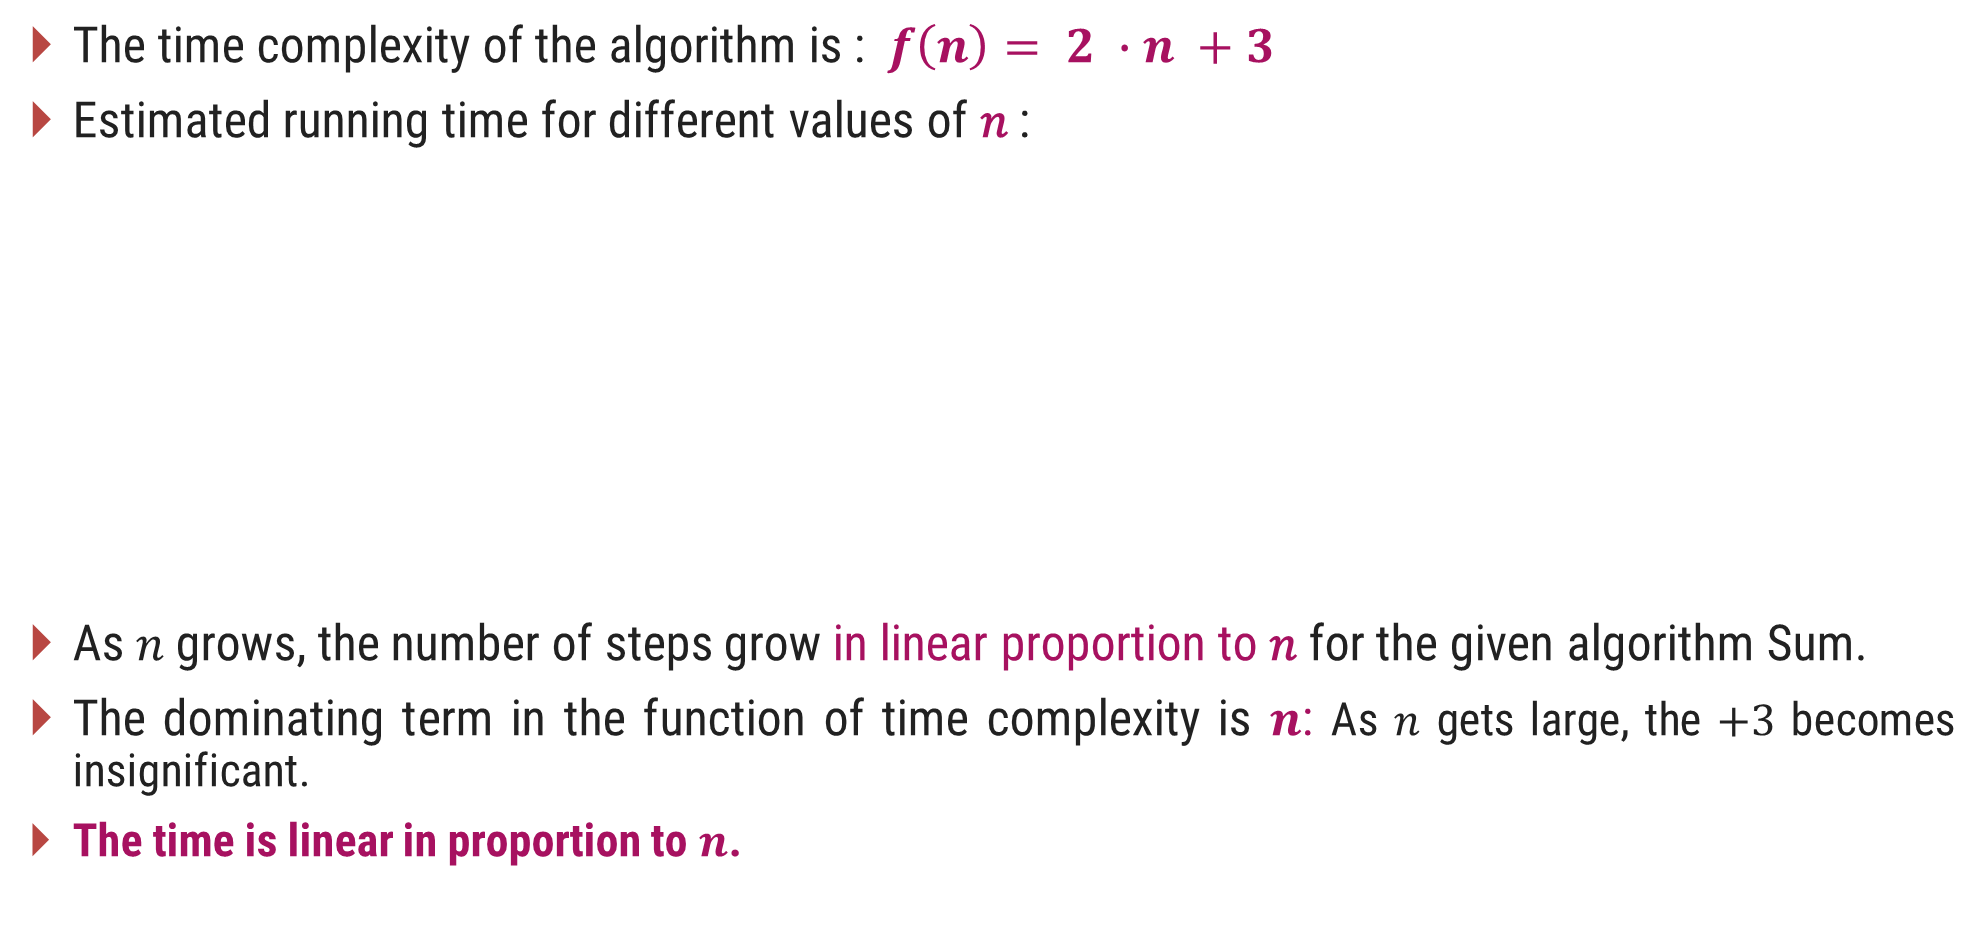 The time complexity of the algorithm is : f(n) = 2 · n + 3
Estimated running time for different values of n :
As n grows, the number of steps grow in linear proportion to n for the given algorithm Sum.
The dominating term in the function of time complexity is n: As n gets large, the +3 becomes
insignificant.
The time is linear in proportion to n.